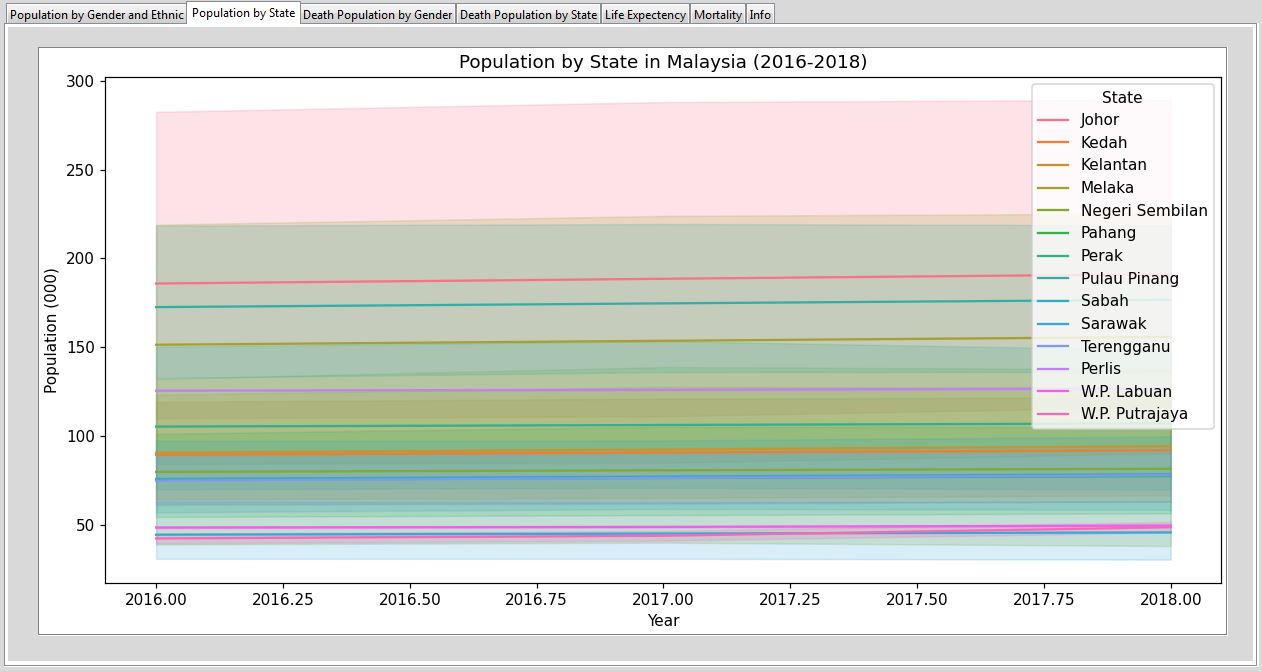 Population by Gender and Ethnic Population by State Death Population by Gender Death Population by State Life Expectency Mortality Info
Population by State in Malaysia (2016-2018)
300
250
200
150
100
50
Population (000)
State
Johor
Kedah
Kelantan
Melaka
Negeri Sembilan
Pahang
Perak
Pulau Pinang
Sabah
Sarawak
Terengganu
Perlis
W.P. Labuan
W.P. Putrajaya
2016.00 2016.25 2016.50 2016.75 2017.00 2017.25 2017.50 2017.75 2018.00
Year